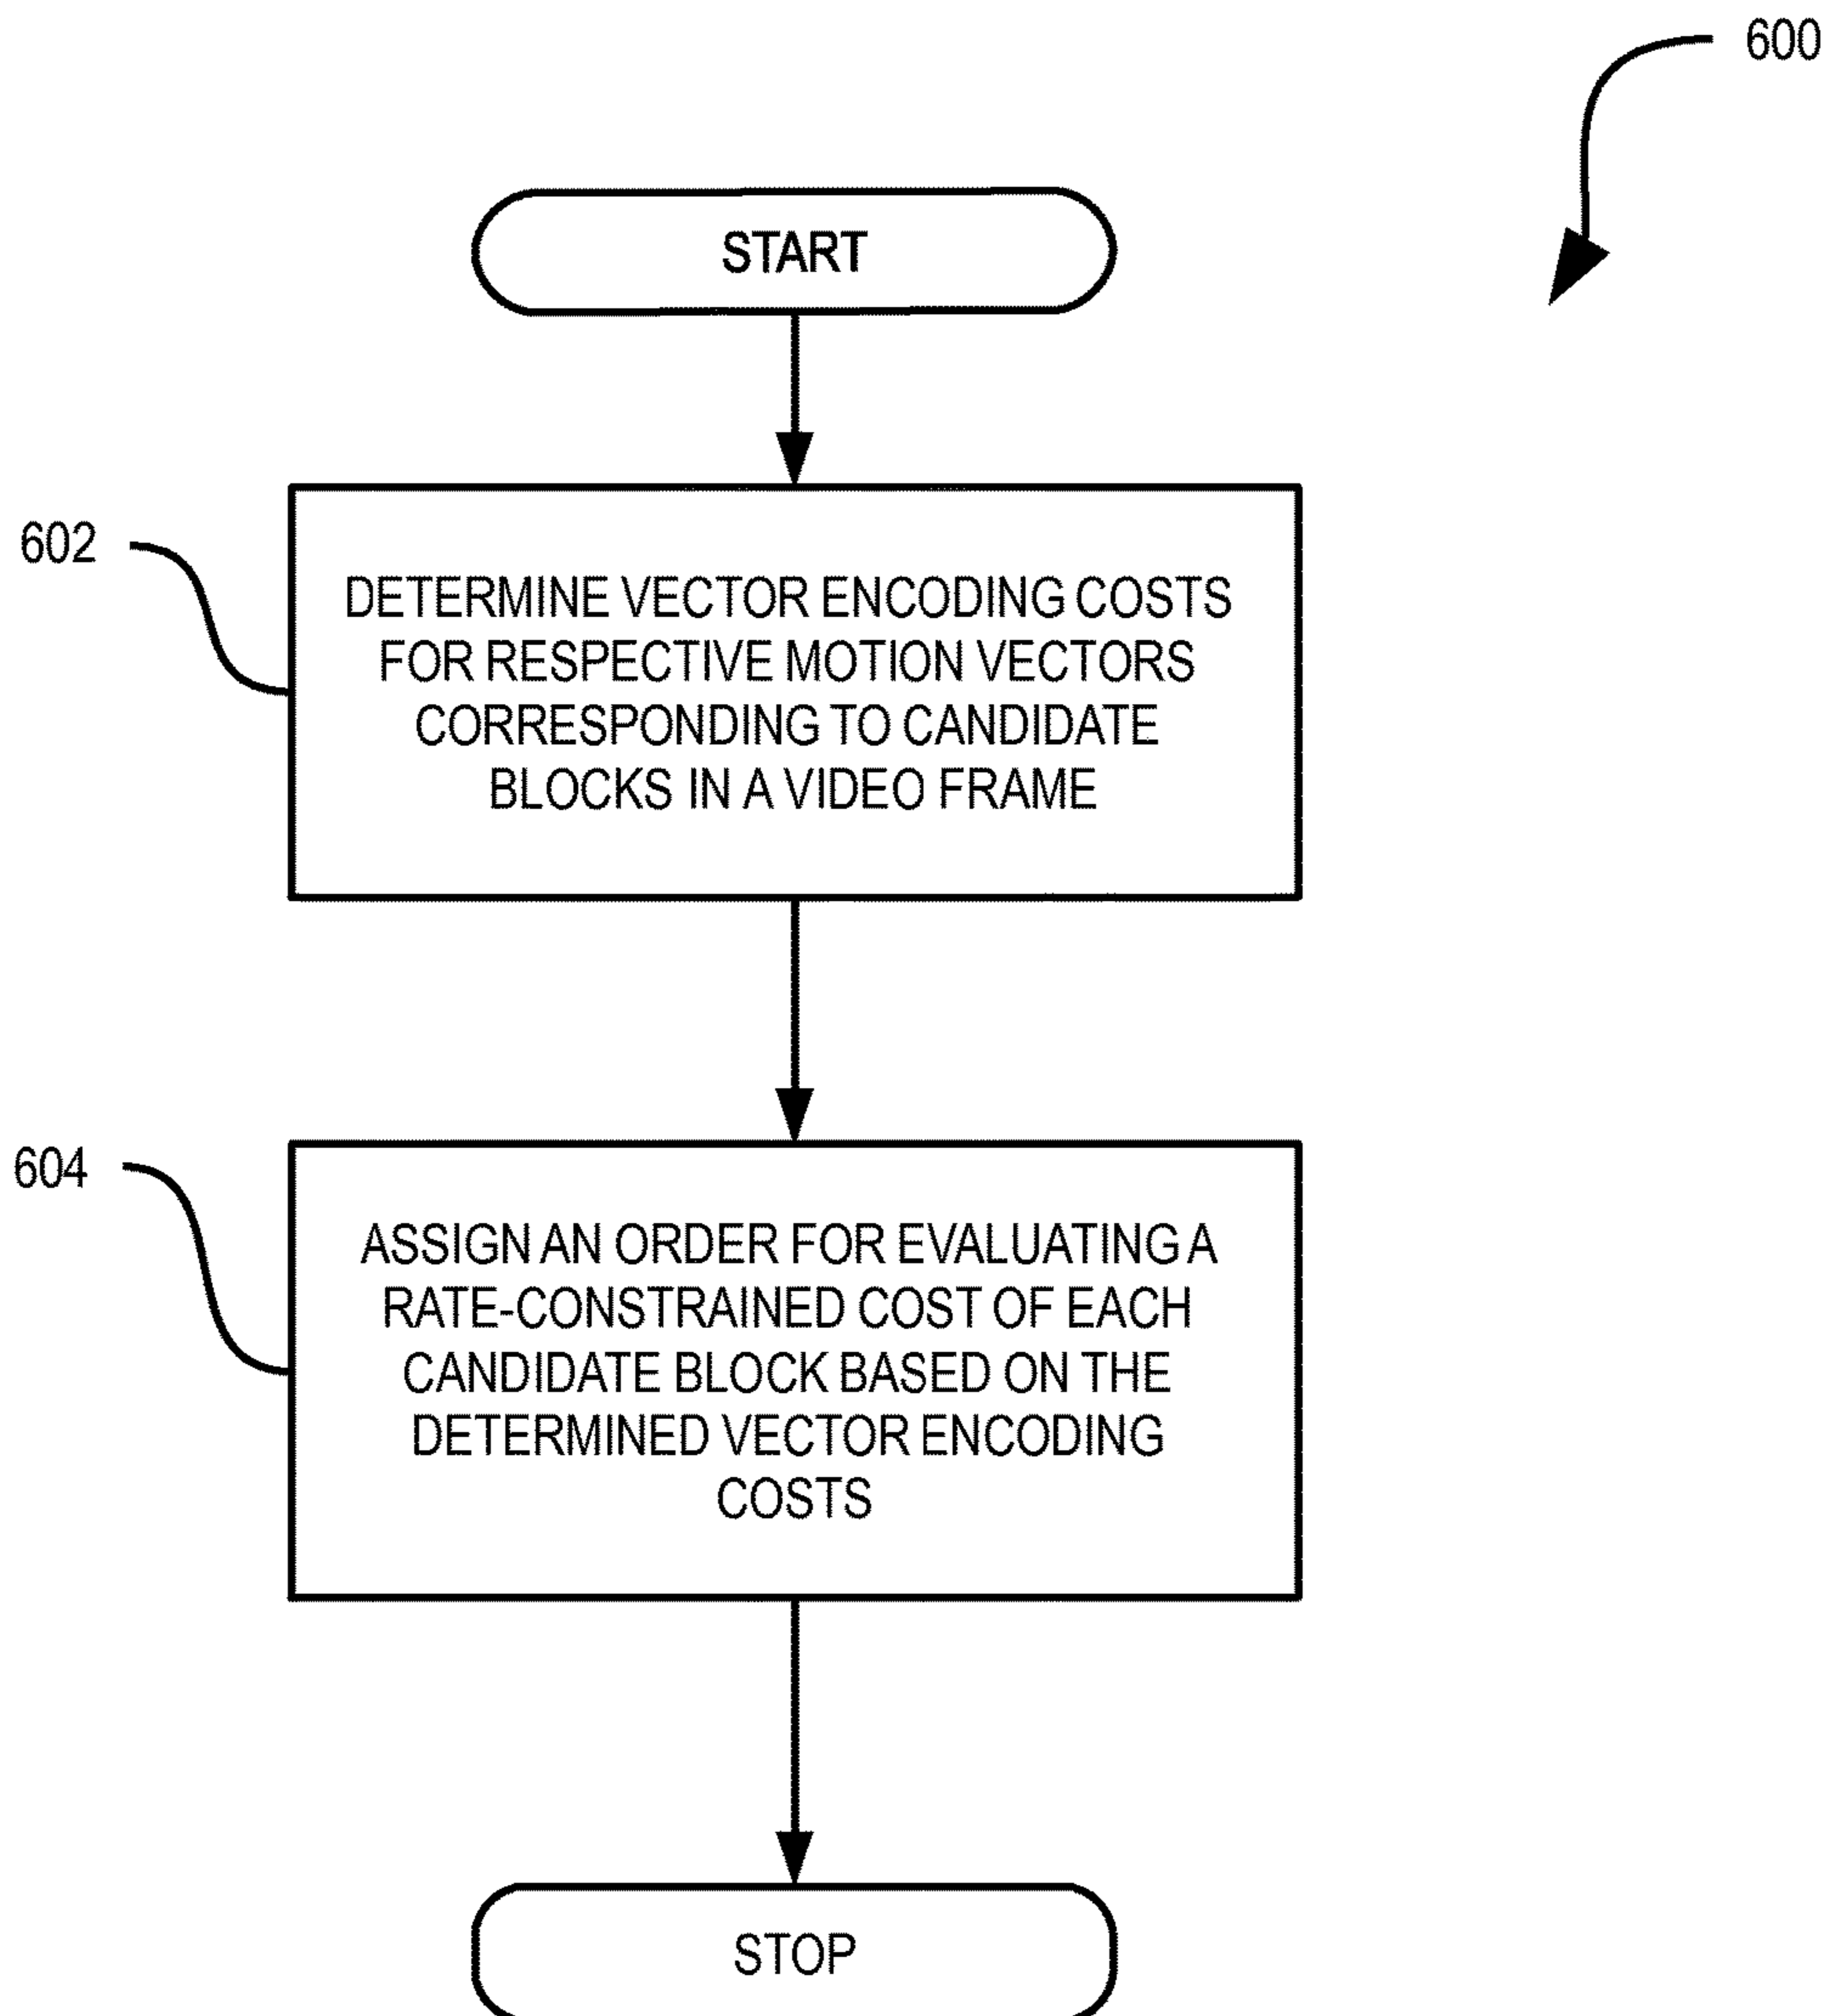 600
START
602
DETERMINE VECTOR ENCODING COSTS
FOR RESPECTIVE MOTION VECTORS
CORRESPONDING TO CANDIDATE
BLOCKS IN A VIDEO FRAME
604
ASSIGN AN ORDER FOR EVALUATING A
RATE-CONSTRAINED COST OF EACH
CANDIDATE BLOCK BASED ON THE
DETERMINED VECTOR ENCODING
COSTS
STOP